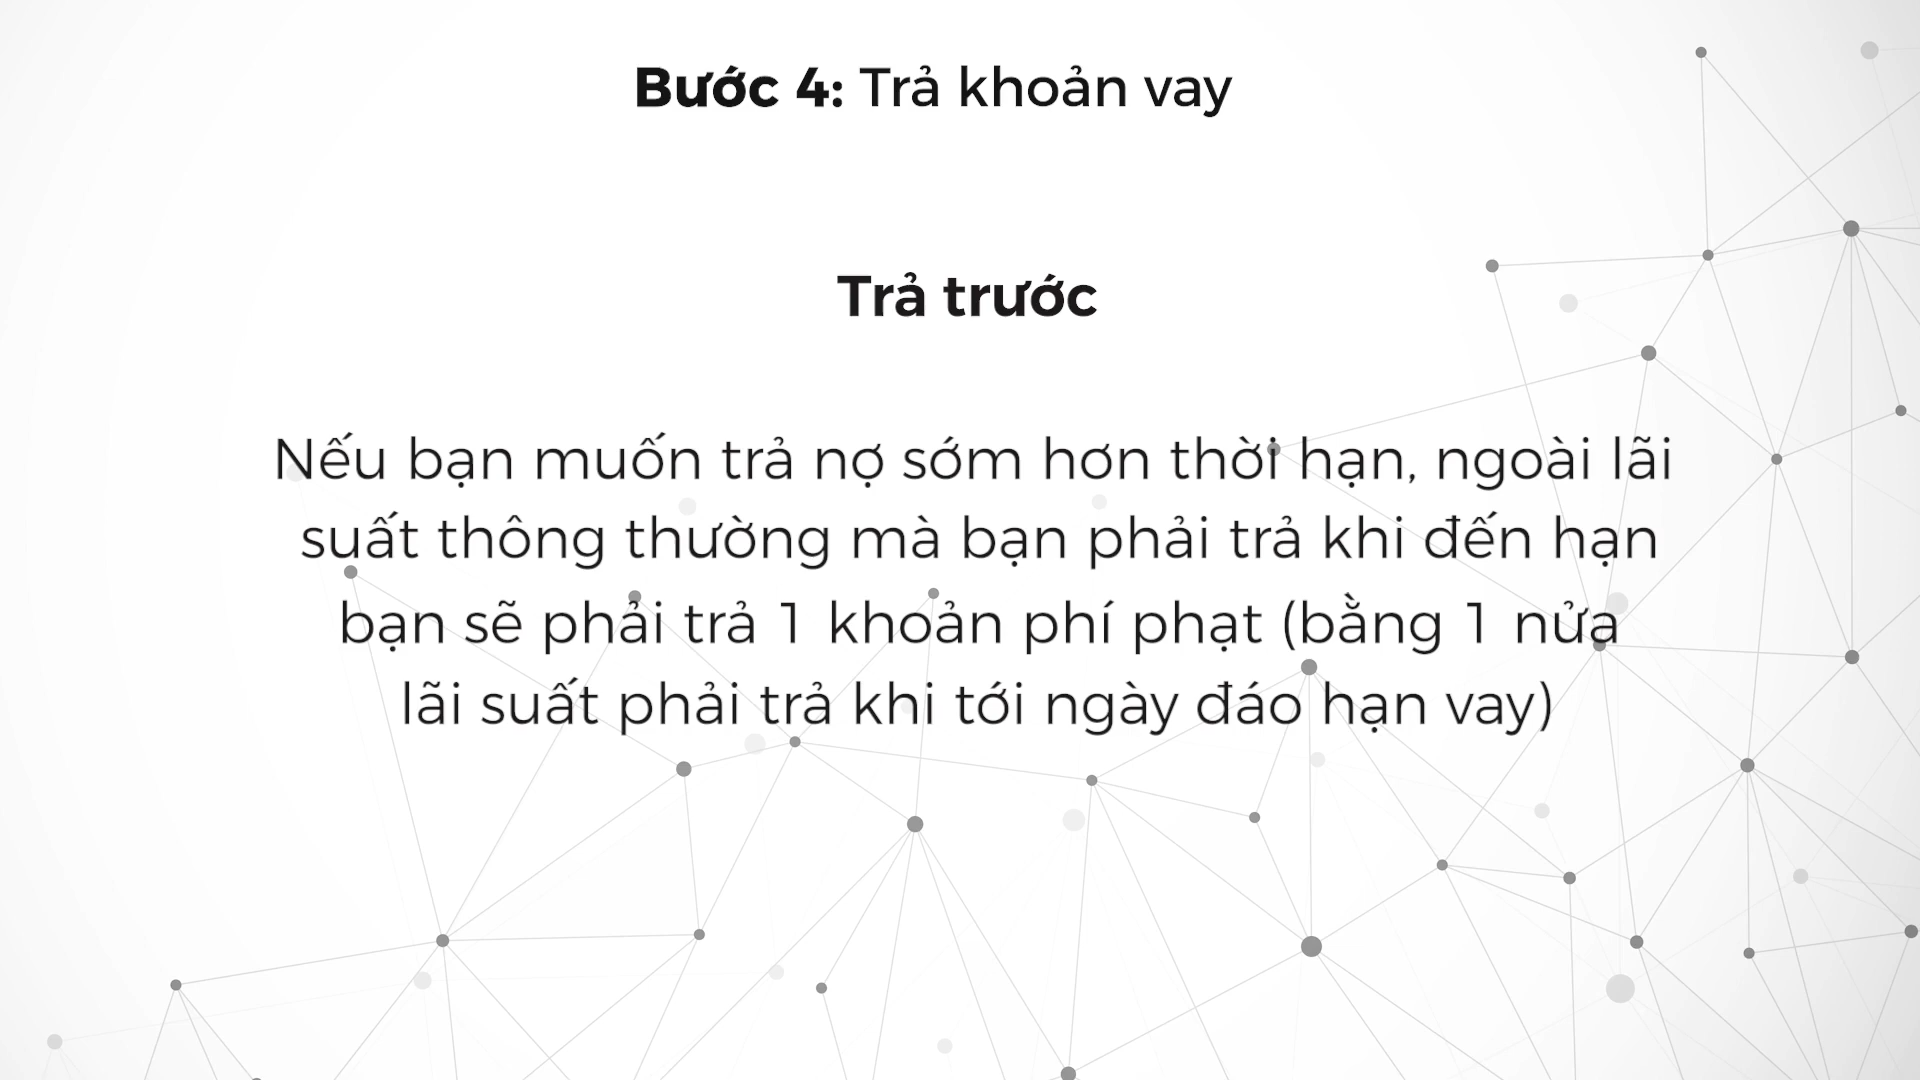 Bước 4: Trả khoản vay
Trả trước
Nếu bạn muốn trả nợ sớm hơn thời hạn, ngoài lãi
suất thông thường mà bạn phải trả khi đến hạn
bạn sẽ phải trả 1 khoản phí phạt (bằng 1 nửa
lãi suất phải trả khi tới ngày đáo hạn vay)